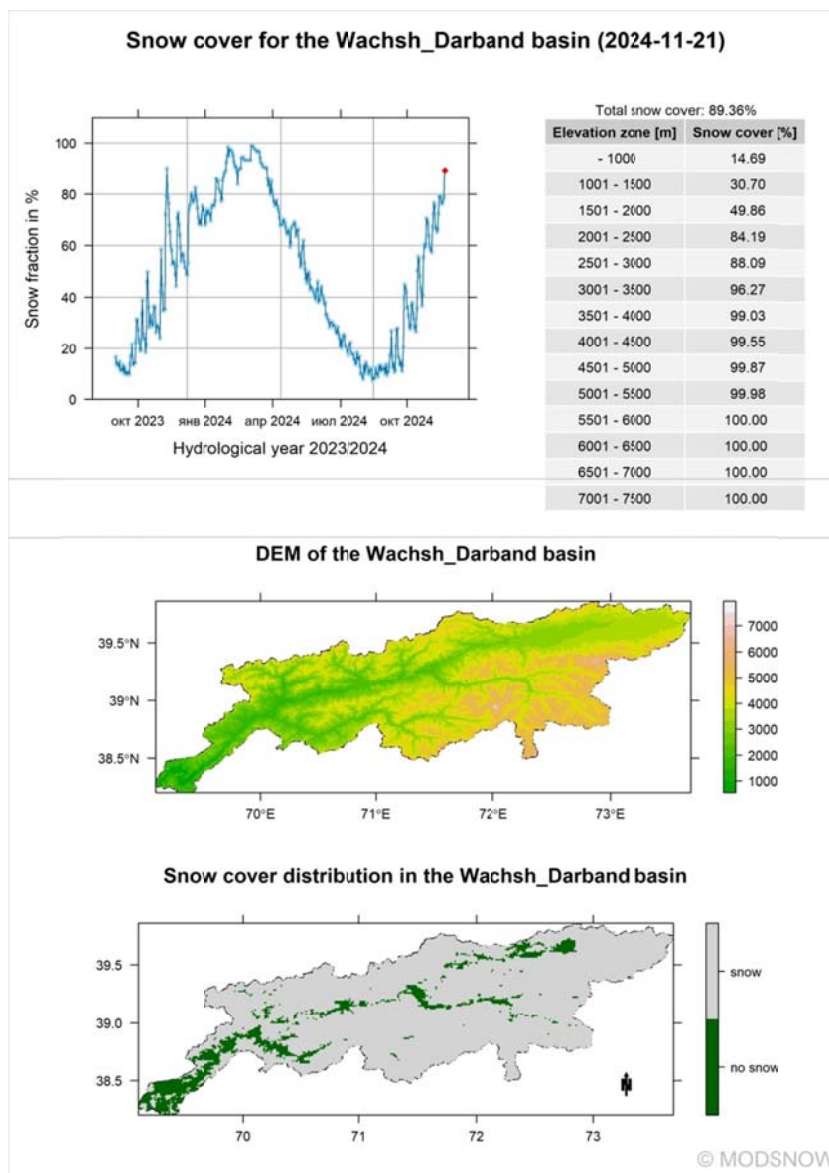 Snow cover for the Wachsh_Darband basin (2024-11-21)
Snow fraction in %
100
80
60
40
20
0
окт 2023 янв 2024 апр 2024 июл 2024 окт 2024
Hydrological year 2023/2024
Total snow cover: 89.36%
Elevation zone [m] Snow cover [%]
- 1000 14.69
1001 - 1500 30.70
1501 - 2000 49.86
2001 - 2500 84.19
2501 - 3000 88.09
3001 - 3500 96.27
3501 - 4000 99.03
4001 - 4500 99.55
4501 - 5000 99.87
5001 - 5500 99.98
5501 - 6000 100.00
6001 - 6500 100.00
6501 - 7000 100.00
7001 - 7500 100.00
DEM of the Wachsh_Darband basin
39.5°N
39°N
38.5°N
70°E 71°E 72°E 73°E
7000
6000
5000
4000
3000
2000
1000
Snow cover distribution in the Wachsh_Darband basin
39.5
39.0
38.5
70 71 72 73
snow
no snow
N
© MODSNOW